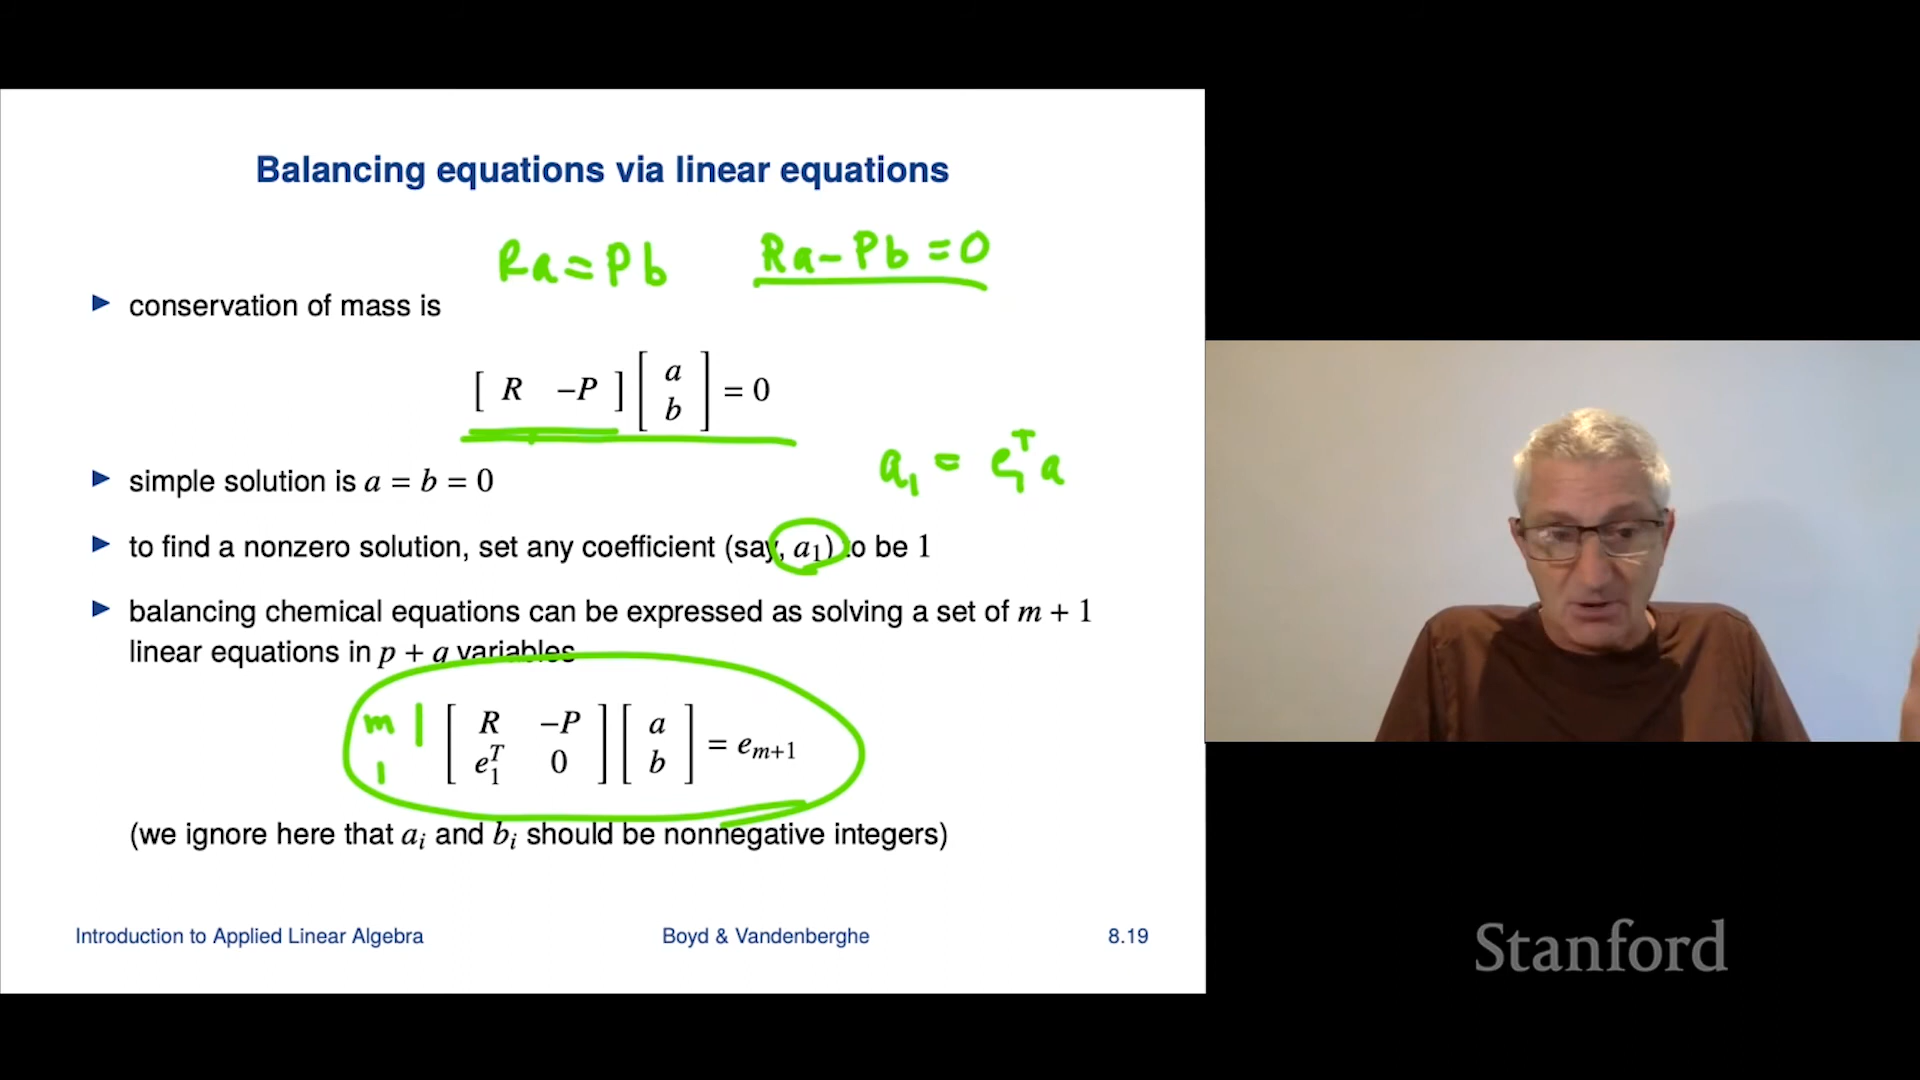 Balancing equations via linear equations
Ra = Pb Ra - Pb = 0
▶ conservation of mass is
[ R −P ] [ a b ] = 0
▶ simple solution is a = b = 0
a₁ = e₁ᵀ a
▶ to find a nonzero solution, set any coefficient (say, a₁) to be 1
▶ balancing chemical equations can be expressed as solving a set of m + 1
linear equations in p + q variables
m
1
[ R −P
e₁ᵀ 0 ] [ a b ] = eₘ₊₁
(we ignore here that aᵢ and bᵢ should be nonnegative integers)
Introduction to Applied Linear Algebra Boyd & Vandenberghe 8.19
Stanford